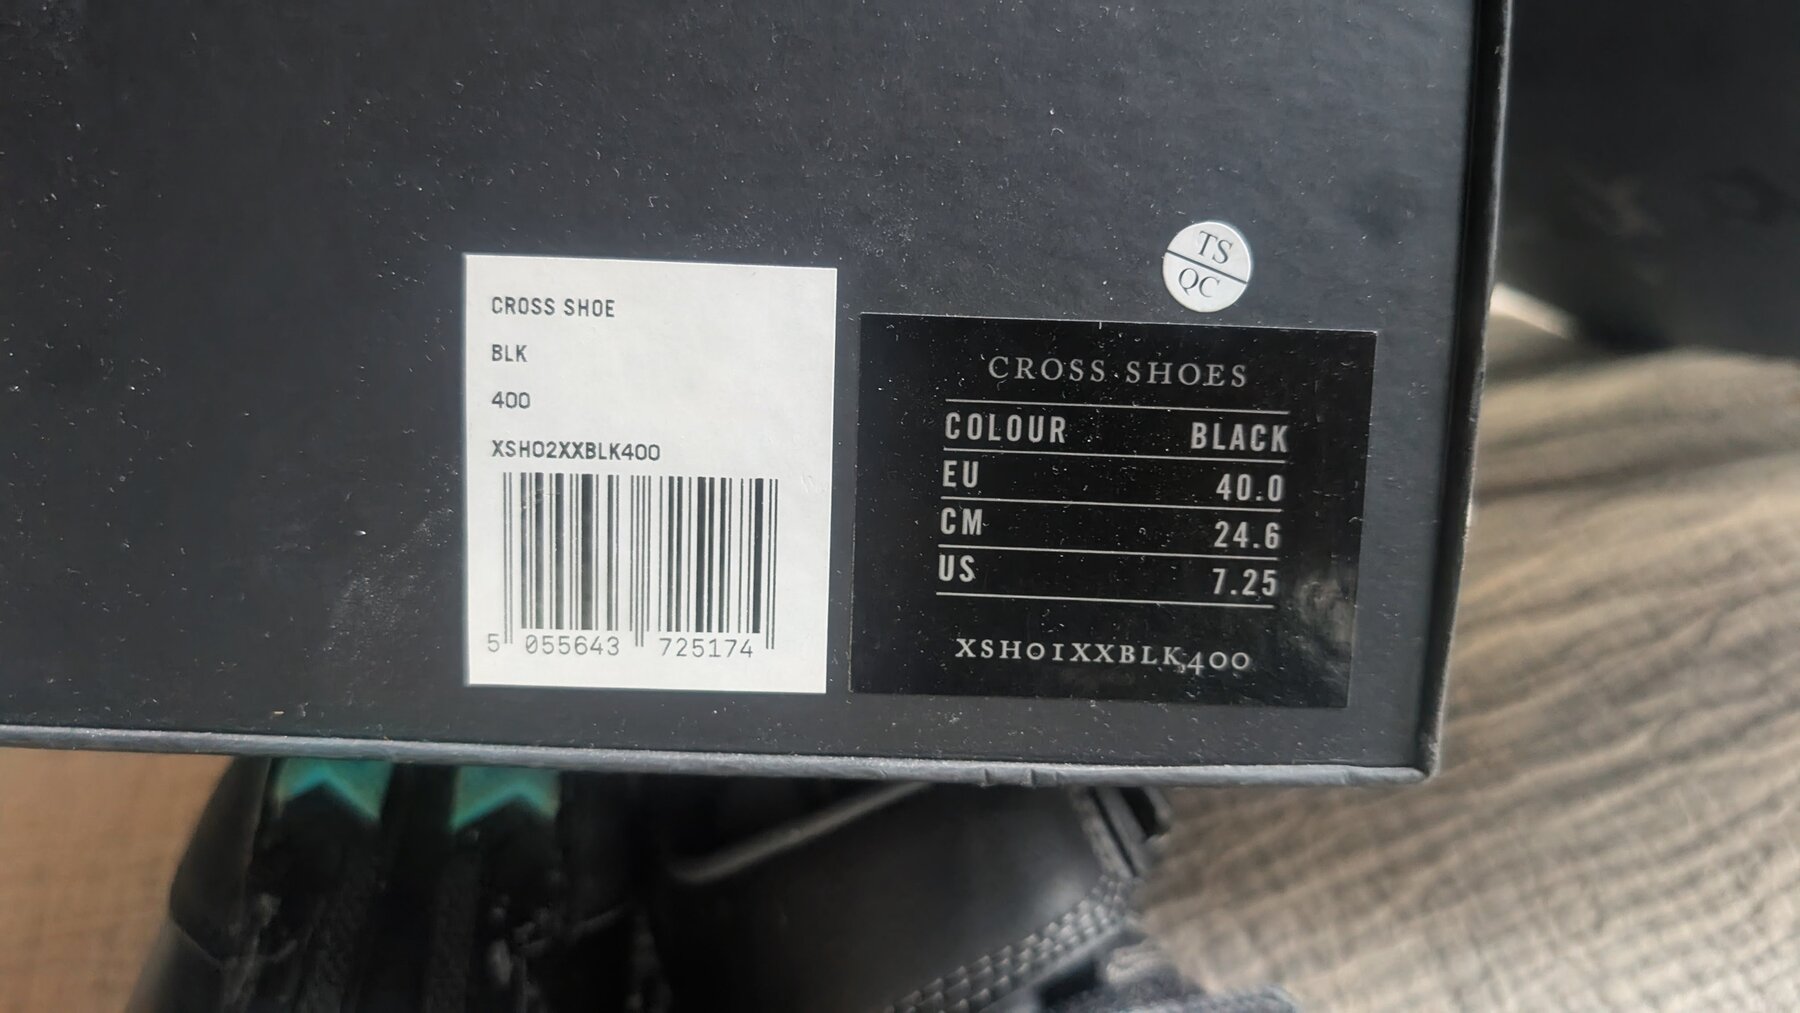 CROSS SHOE
BLK
400
XSH02XXBLK400
5 055643 725174
TS
QC
CROSS SHOES
COLOUR BLACK
EU 40.0
CM 24.6
US 7.25
XSH01XXBLK400